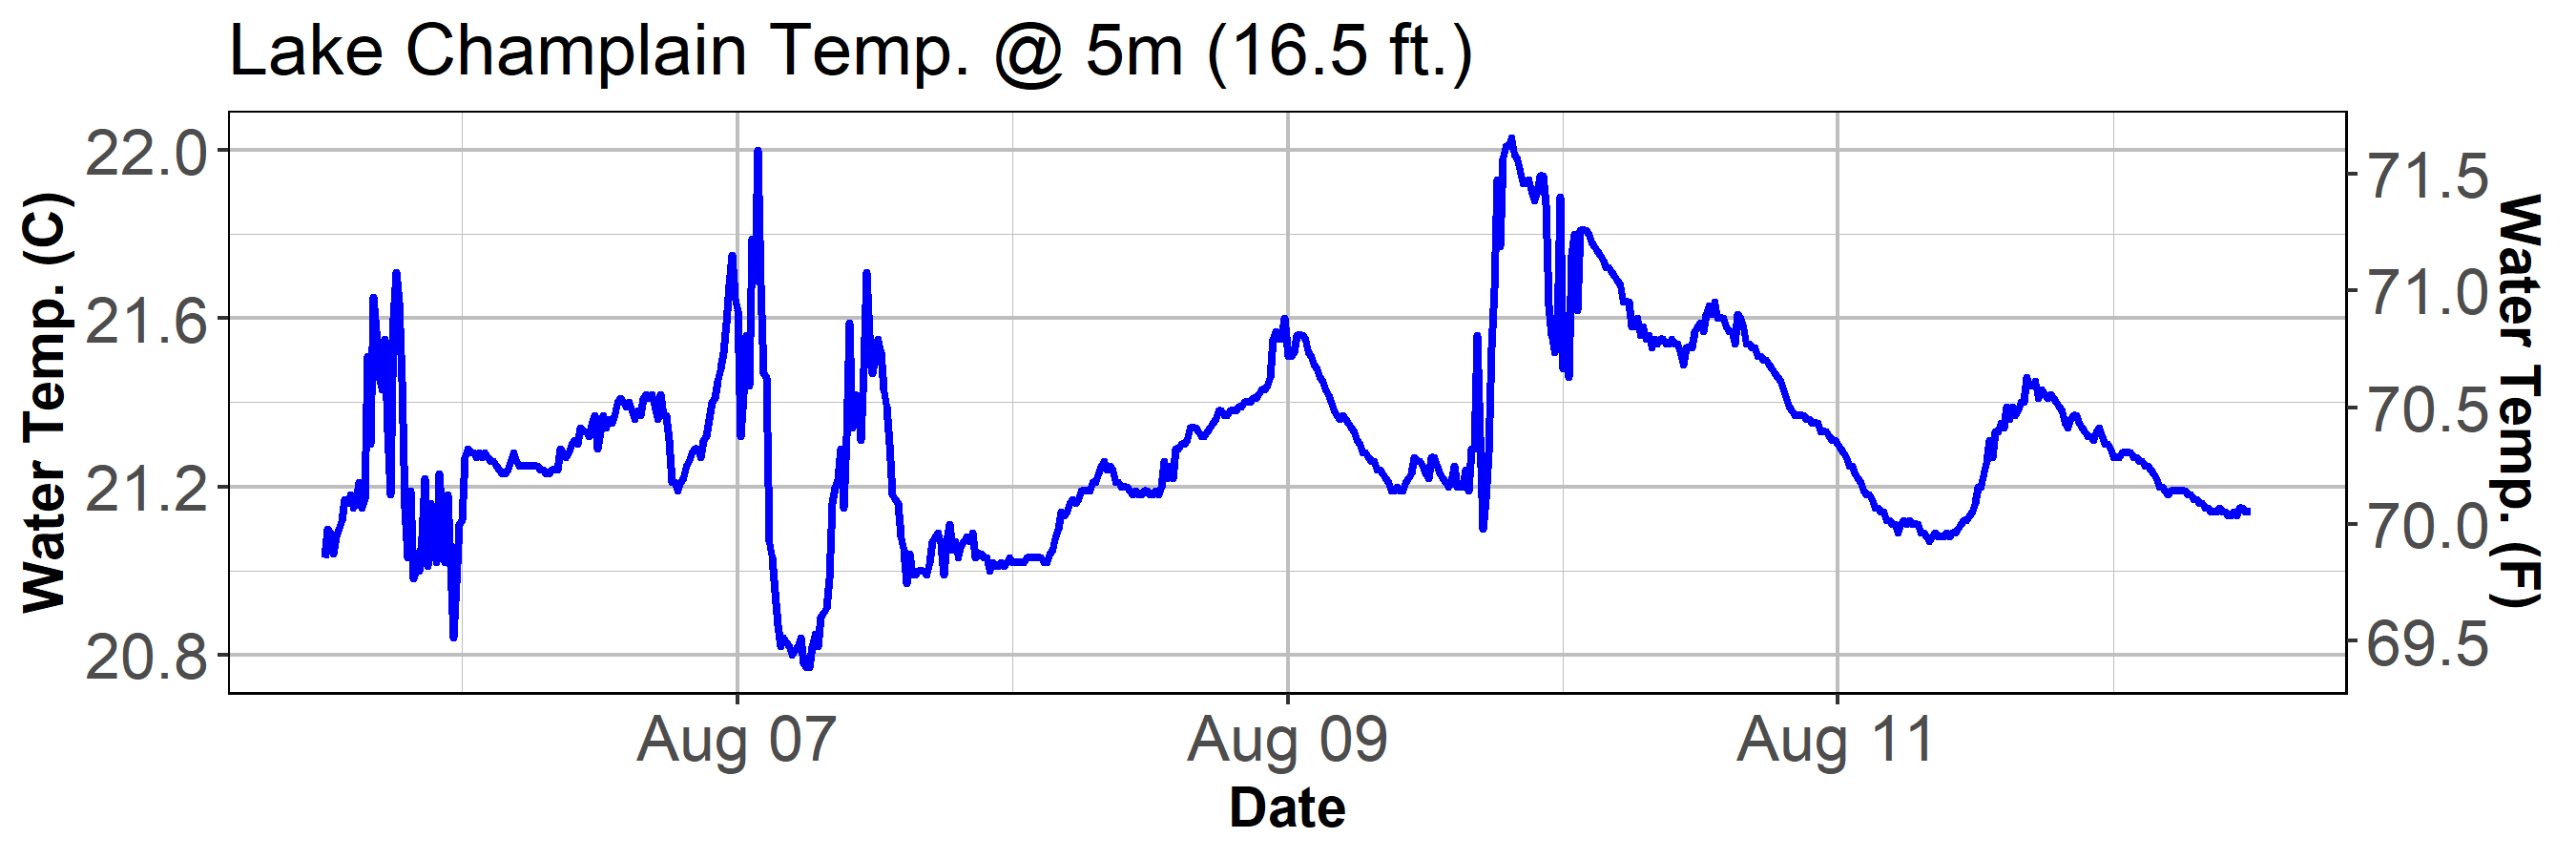 Lake Champlain Temp. @ 5m (16.5 ft.)
Water Temp. (C)
22.0
21.6
21.2
20.8
71.5
71.0
70.5
70.0
69.5
Water Temp. (F)
Aug 07
Aug 09
Aug 11
Date